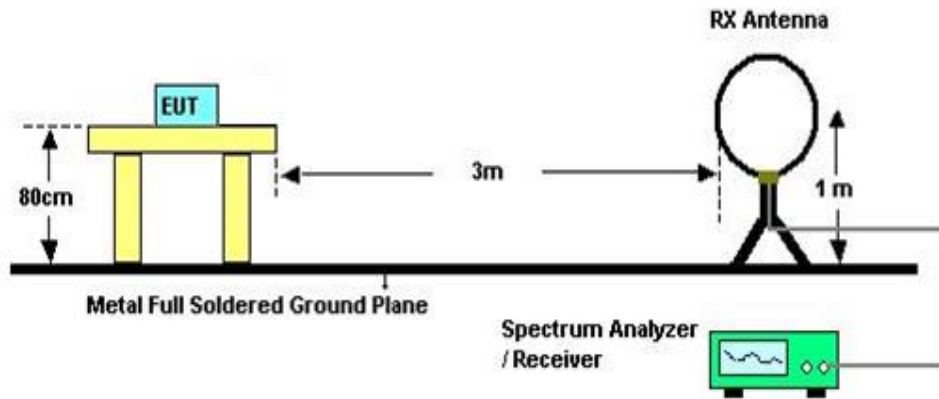 RX Antenna
EUT
3m
80cm
1 m
Metal Full Soldered Ground Plane
Spectrum Analyzer
/ Receiver